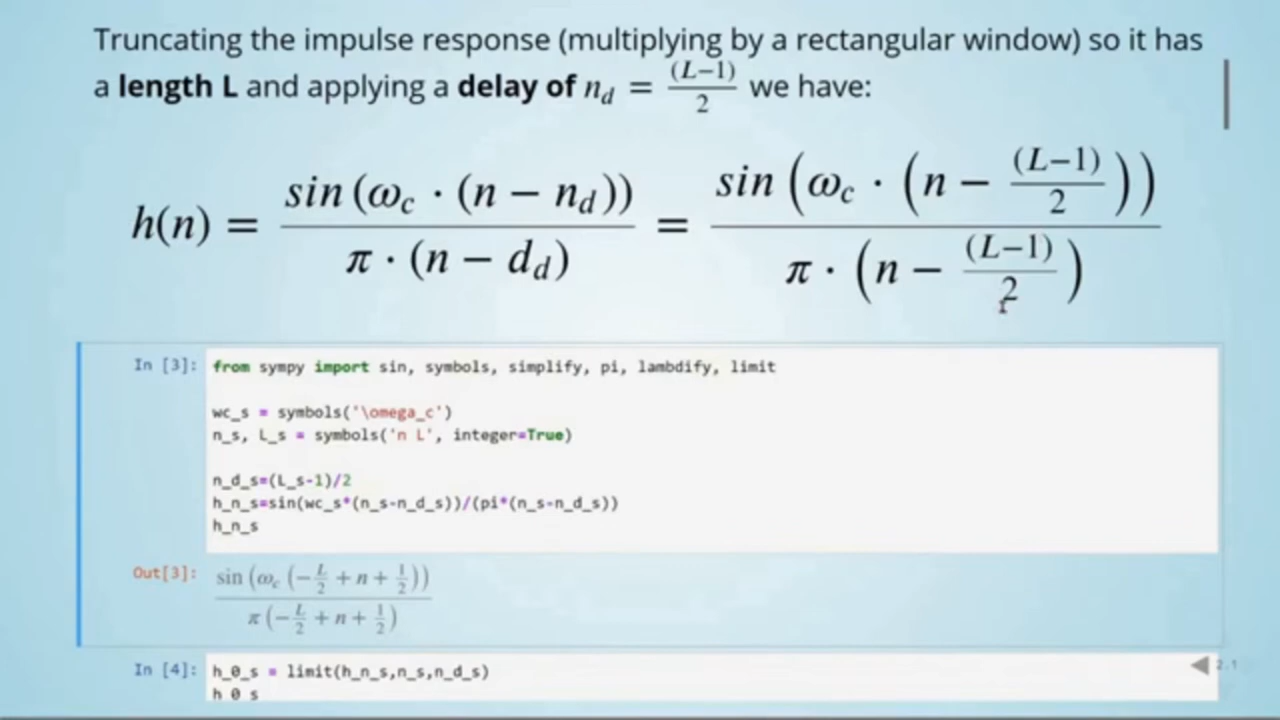 Truncating the impulse response (multiplying by a rectangular window) so it has
a length L and applying a delay of n_d = (L−1)/2 we have:
h(n) = sin(ω_c · (n − n_d)) / π · (n − d_d) = sin(ω_c · (n − (L−1)/2)) / π · (n − (L−1)/2)
In [3]: from sympy import sin, symbols, simplify, pi, lambdify, limit
wc_s = symbols('\omega_c')
n_s, L_s = symbols('n L', integer=True)
n_d_s=(L_s-1)/2
h_n_s=sin(wc_s*(n_s-n_d_s))/(pi*(n_s-n_d_s))
h_n_s
Out[3]: sin(ω_c(−L/2 + n + 1/2)) / π(−L/2 + n + 1/2)
In [4]: h_0_s = limit(h_n_s,n_s,n_d_s)
h_0_s
2.1